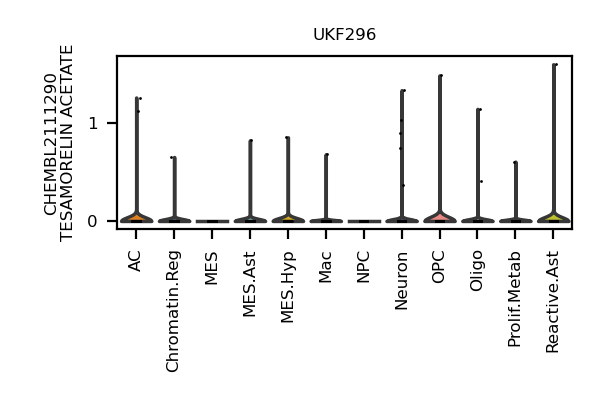 UKF296
CHEMBL2111290
TESAMORELIN ACETATE
1
0
AC
Chromatin.Reg
MES
MES.Ast
MES.Hyp
Mac
NPC
Neuron
OPC
Oligo
Prolif.Metab
Reactive.Ast